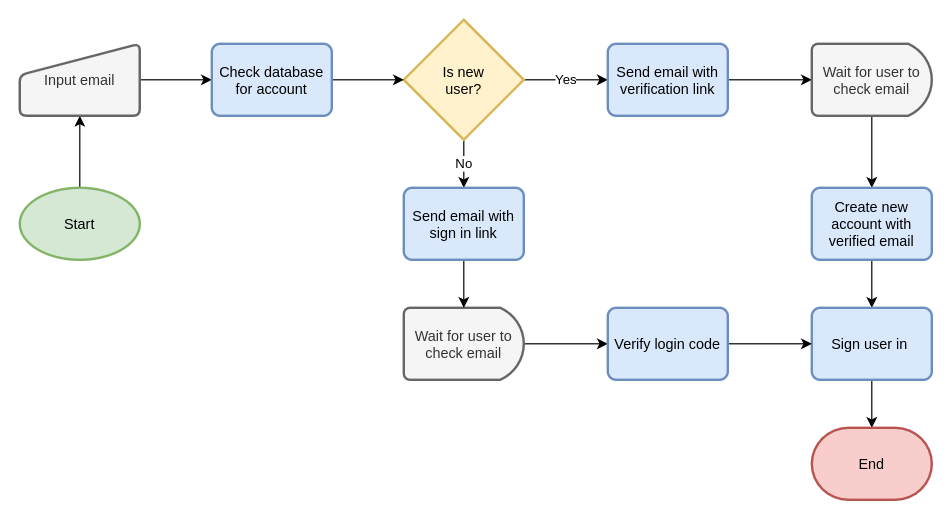 Input email
Check database
for account
Is new
user?
Yes
Send email with
verification link
Wait for user to
check email
No
Start
Send email with
sign in link
Create new
account with
verified email
Wait for user to
check email
Verify login code
Sign user in
End